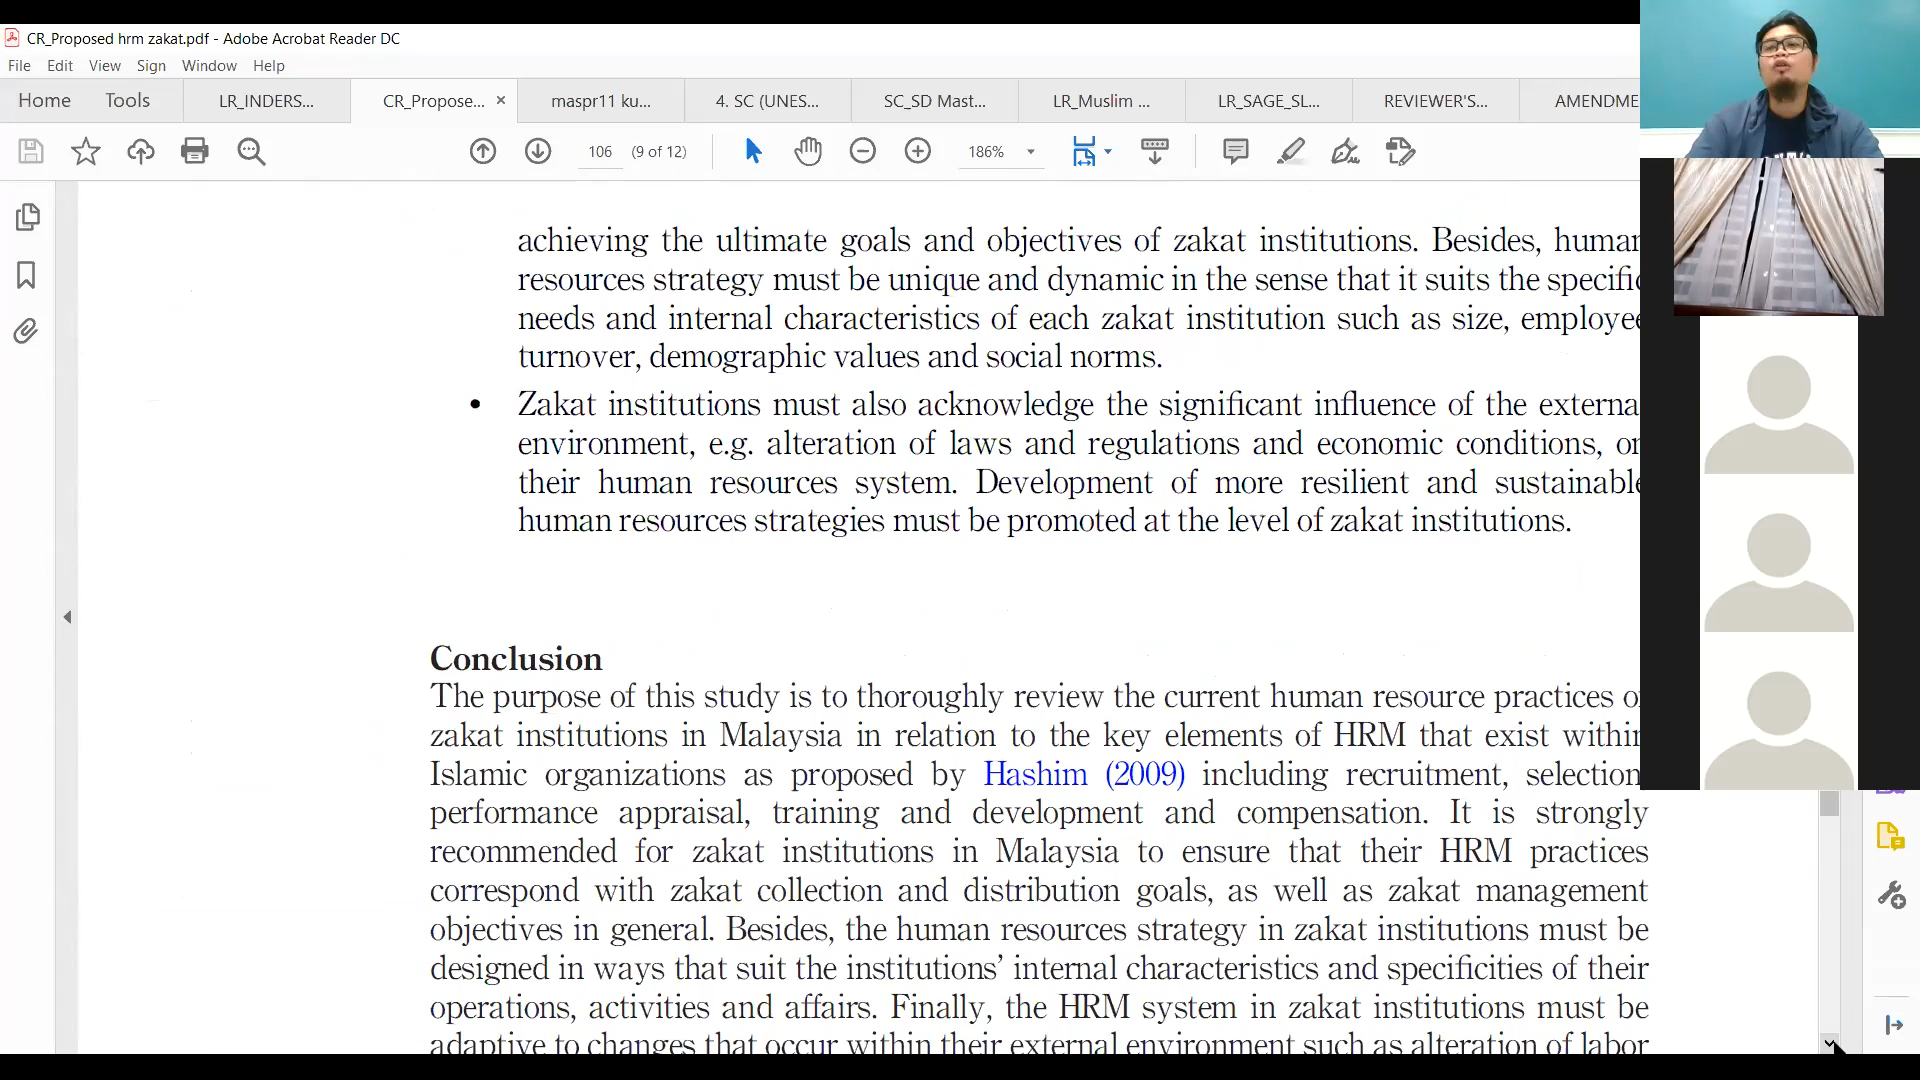 CR_Proposed hrm zakat.pdf - Adobe Acrobat Reader DC
File Edit View Sign Window Help
Home Tools LR_INDERS... CR_Propose... × maspr11 ku... 4. SC (UNES... SC_SD Mast... LR_Muslim ... LR_SAGE_SL... REVIEWER'S... AMENDME
106 (9 of 12) 186%
achieving the ultimate goals and objectives of zakat institutions. Besides, human
resources strategy must be unique and dynamic in the sense that it suits the specific
needs and internal characteristics of each zakat institution such as size, employee
turnover, demographic values and social norms.
• Zakat institutions must also acknowledge the significant influence of the externa
environment, e.g. alteration of laws and regulations and economic conditions, on
their human resources system. Development of more resilient and sustainable
human resources strategies must be promoted at the level of zakat institutions.
Conclusion
The purpose of this study is to thoroughly review the current human resource practices of
zakat institutions in Malaysia in relation to the key elements of HRM that exist within
Islamic organizations as proposed by Hashim (2009) including recruitment, selection
performance appraisal, training and development and compensation. It is strongly
recommended for zakat institutions in Malaysia to ensure that their HRM practices
correspond with zakat collection and distribution goals, as well as zakat management
objectives in general. Besides, the human resources strategy in zakat institutions must be
designed in ways that suit the institutions’ internal characteristics and specificities of their
operations, activities and affairs. Finally, the HRM system in zakat institutions must be
adaptive to changes that occur within their external environment such as alteration of labor